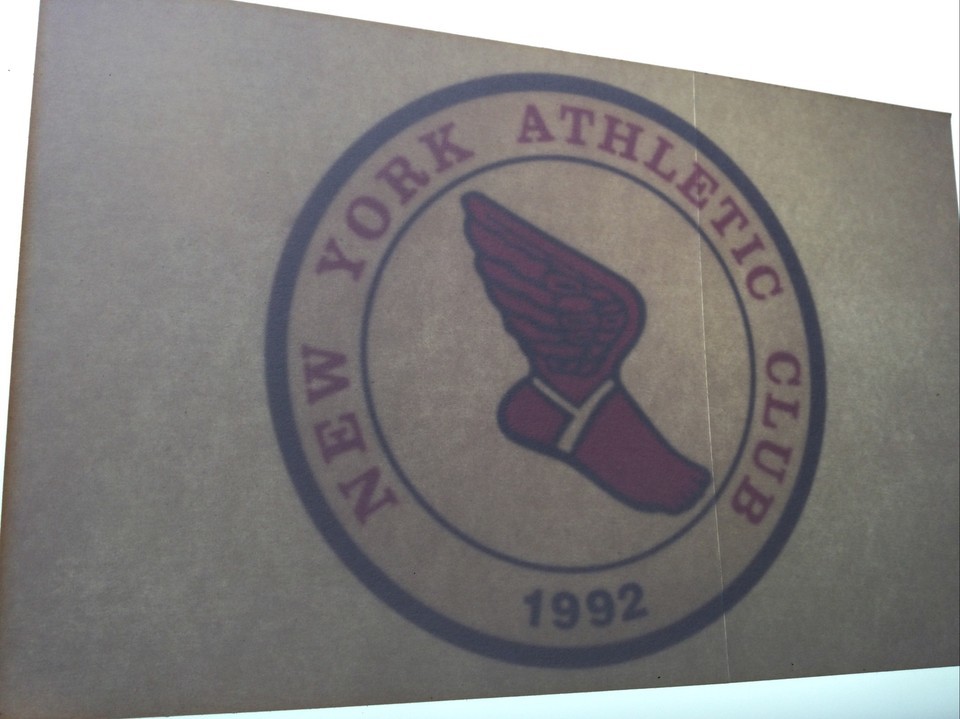 NEW YORK ATHLETIC CLUB
1992